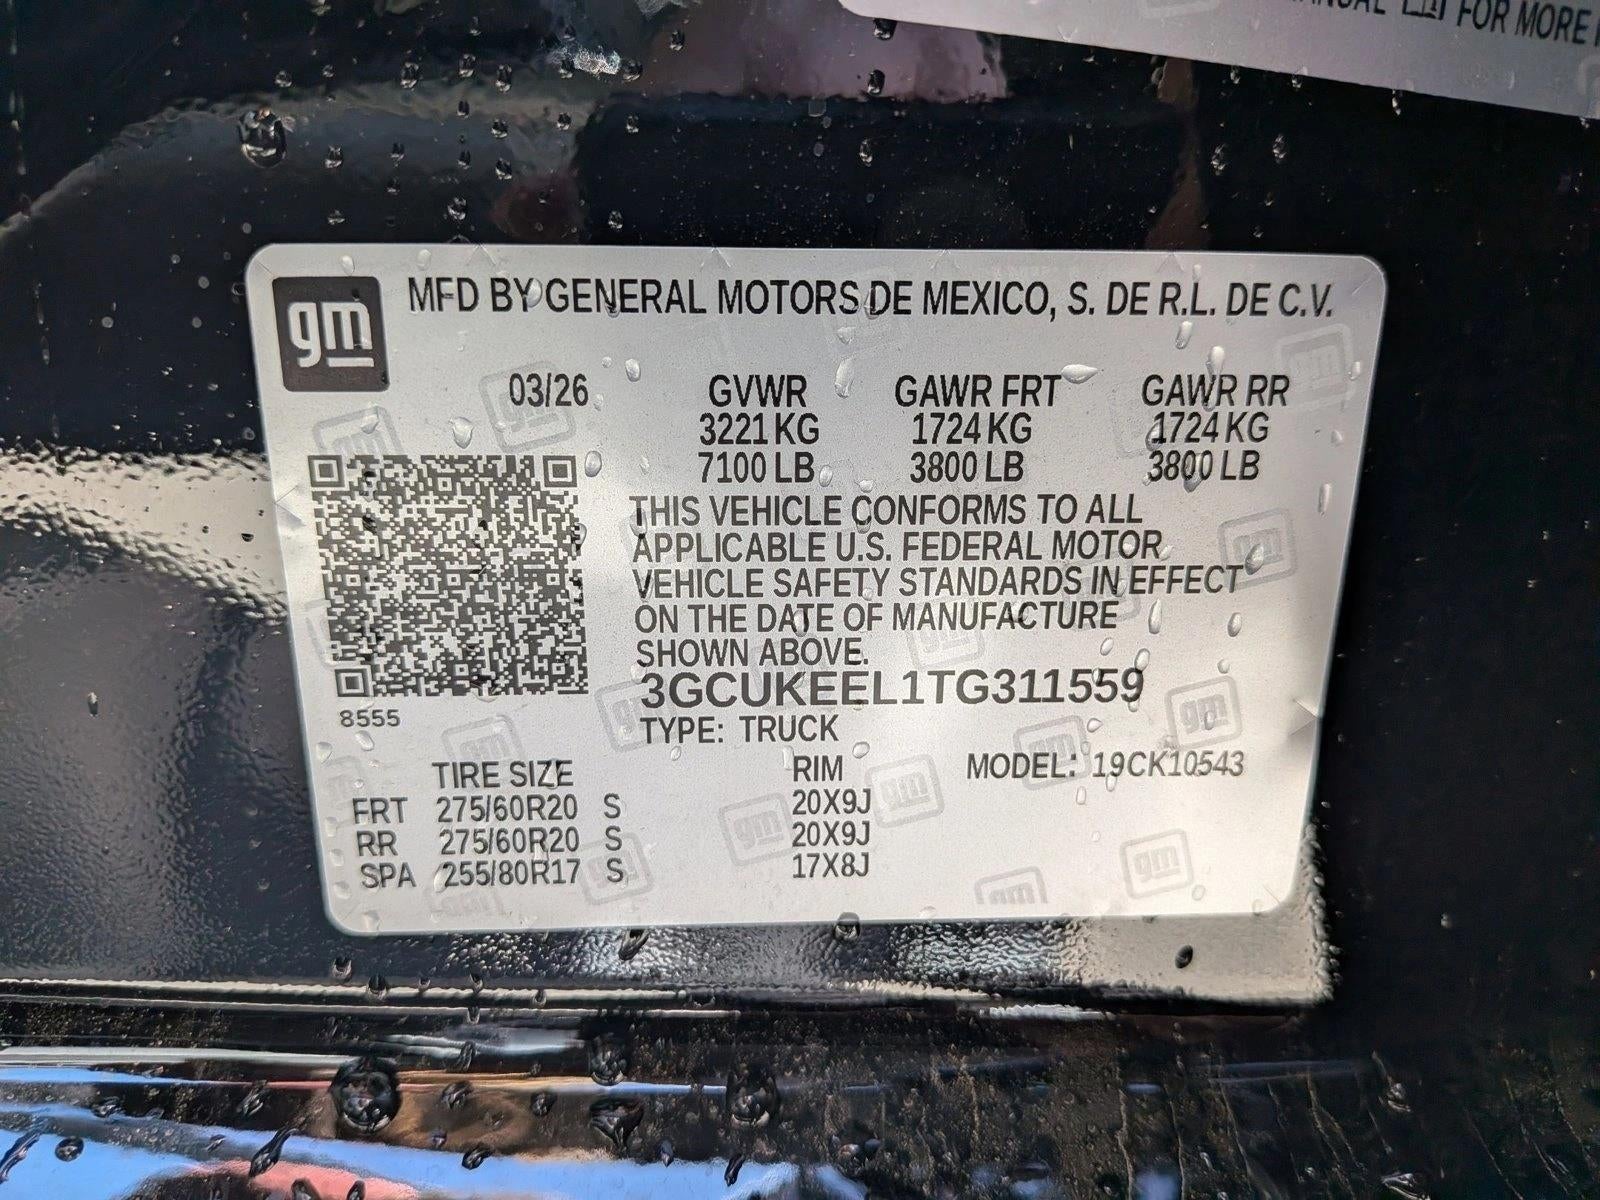 FOR MORE
gm
MFD BY GENERAL MOTORS DE MEXICO, S. DE R.L. DE C.V.
03/26 GVWR GAWR FRT GAWR RR
3221 KG 1724 KG 1724 KG
7100 LB 3800 LB 3800 LB
THIS VEHICLE CONFORMS TO ALL
APPLICABLE U.S. FEDERAL MOTOR
VEHICLE SAFETY STANDARDS IN EFFECT
ON THE DATE OF MANUFACTURE
SHOWN ABOVE.
3GCUKEEL1TG311559
8555
TYPE: TRUCK
TIRE SIZE RIM MODEL: 19CK10543
FRT 275/60R20 S 20X9J
RR 275/60R20 S 20X9J
SPA 255/80R17 S 17X8J